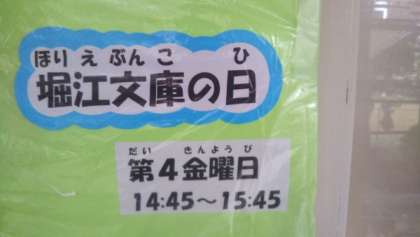 ほりえぶんこ ひ
堀江文庫の日
だい きんようび
第4金曜日
14:45～15:45